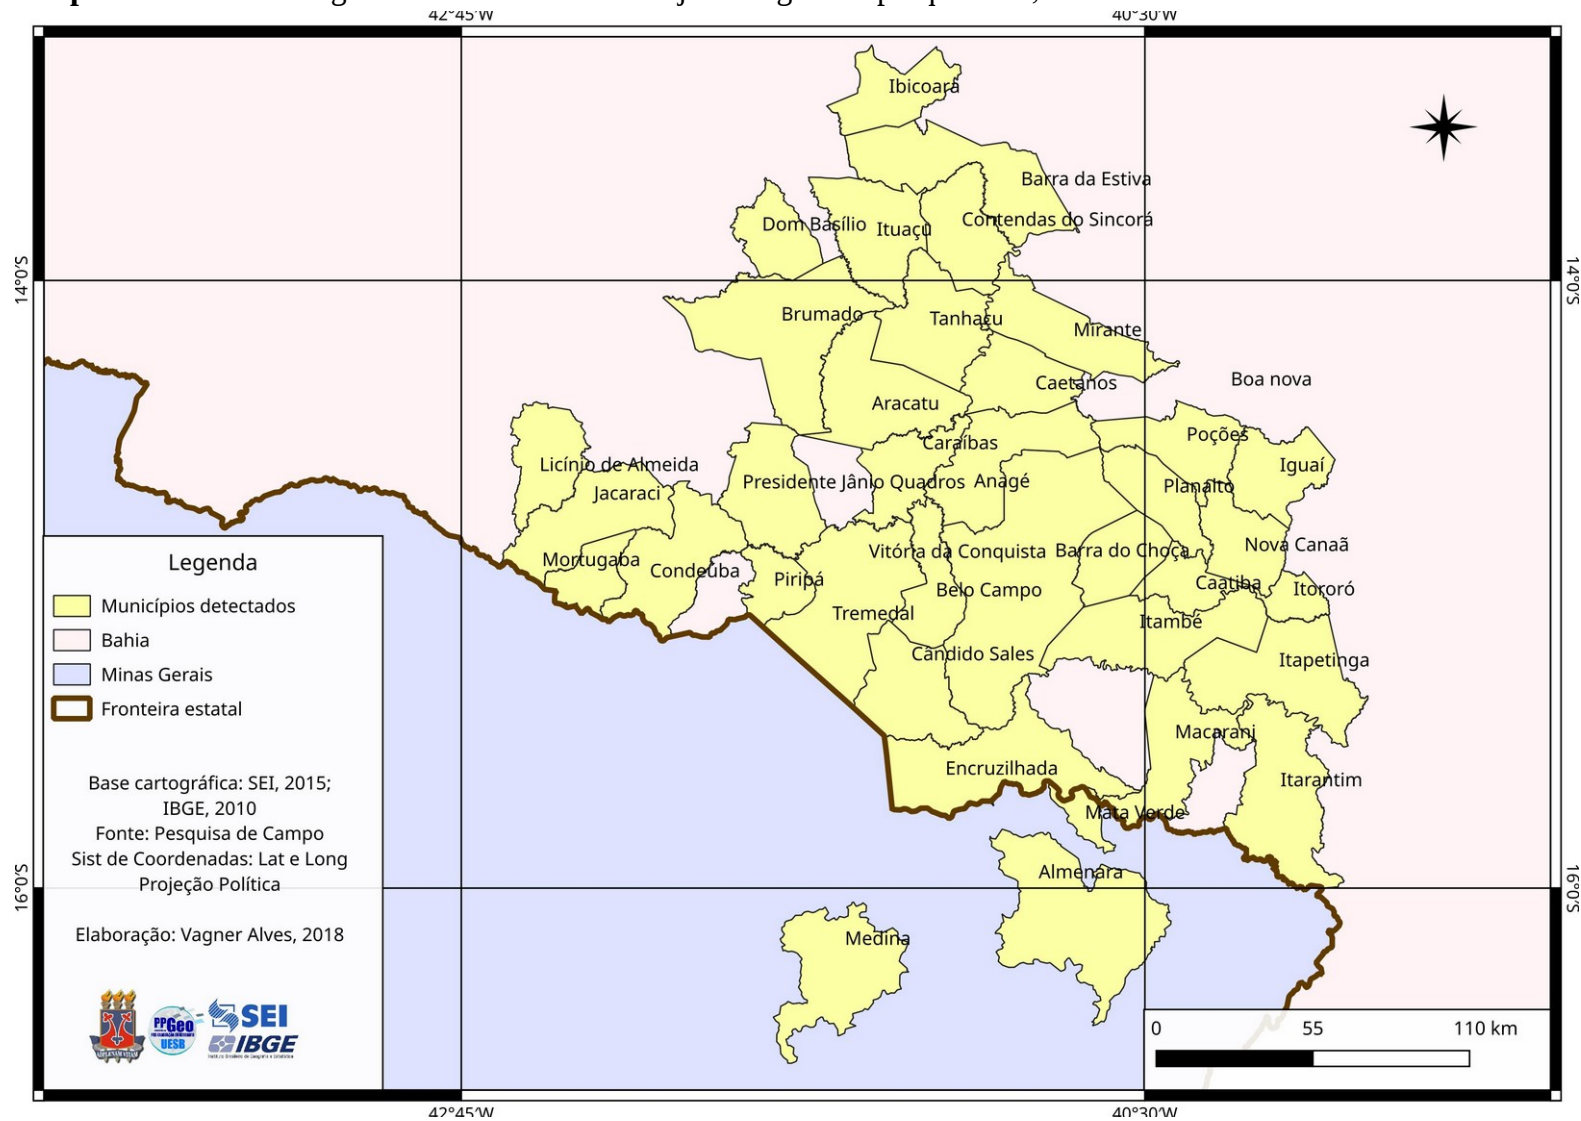 42°45'W 40°30'W
Ibicoara
Barra da Estiva
Contendas do Sincorá
Dom Basílio Ituaçu
14°0'S 14°0'S
Brumado Tanhaçu
Mirante
Caetanos Boa nova
Aracatu
Poções
Caraíbas
Licínio de Almeida Iguaí
Presidente Jânio Quadros Anagé Planalto
Jacaraci
Vitória da Conquista Barra do Choça Nova Canaã
Mortugaba
Condeúba Piripá Caatiba Itororó
Belo Campo
Tremedal Itambé
Cândido Sales Itapetinga
Macarani
Encruzilhada Itarantim
Mata Verde
Almenara
16°0'S 16°0'S
Medina
Legenda
Municípios detectados
Bahia
Minas Gerais
Fronteira estatal
Base cartográfica: SEI, 2015;
IBGE, 2010
Fonte: Pesquisa de Campo
Sist de Coordenadas: Lat e Long
Projeção Política
Elaboração: Vagner Alves, 2018
PPGeo
UESB
SEI
IBGE
0 55 110 km
42°45'W 40°30'W